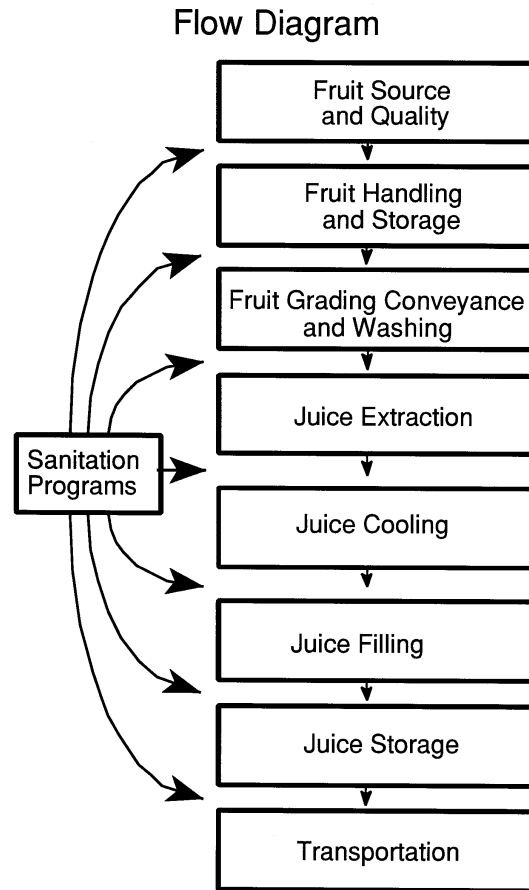 Flow Diagram
Fruit Source
and Quality
Fruit Handling
and Storage
Fruit Grading Conveyance
and Washing
Juice Extraction
Sanitation
Programs
Juice Cooling
Juice Filling
Juice Storage
Transportation